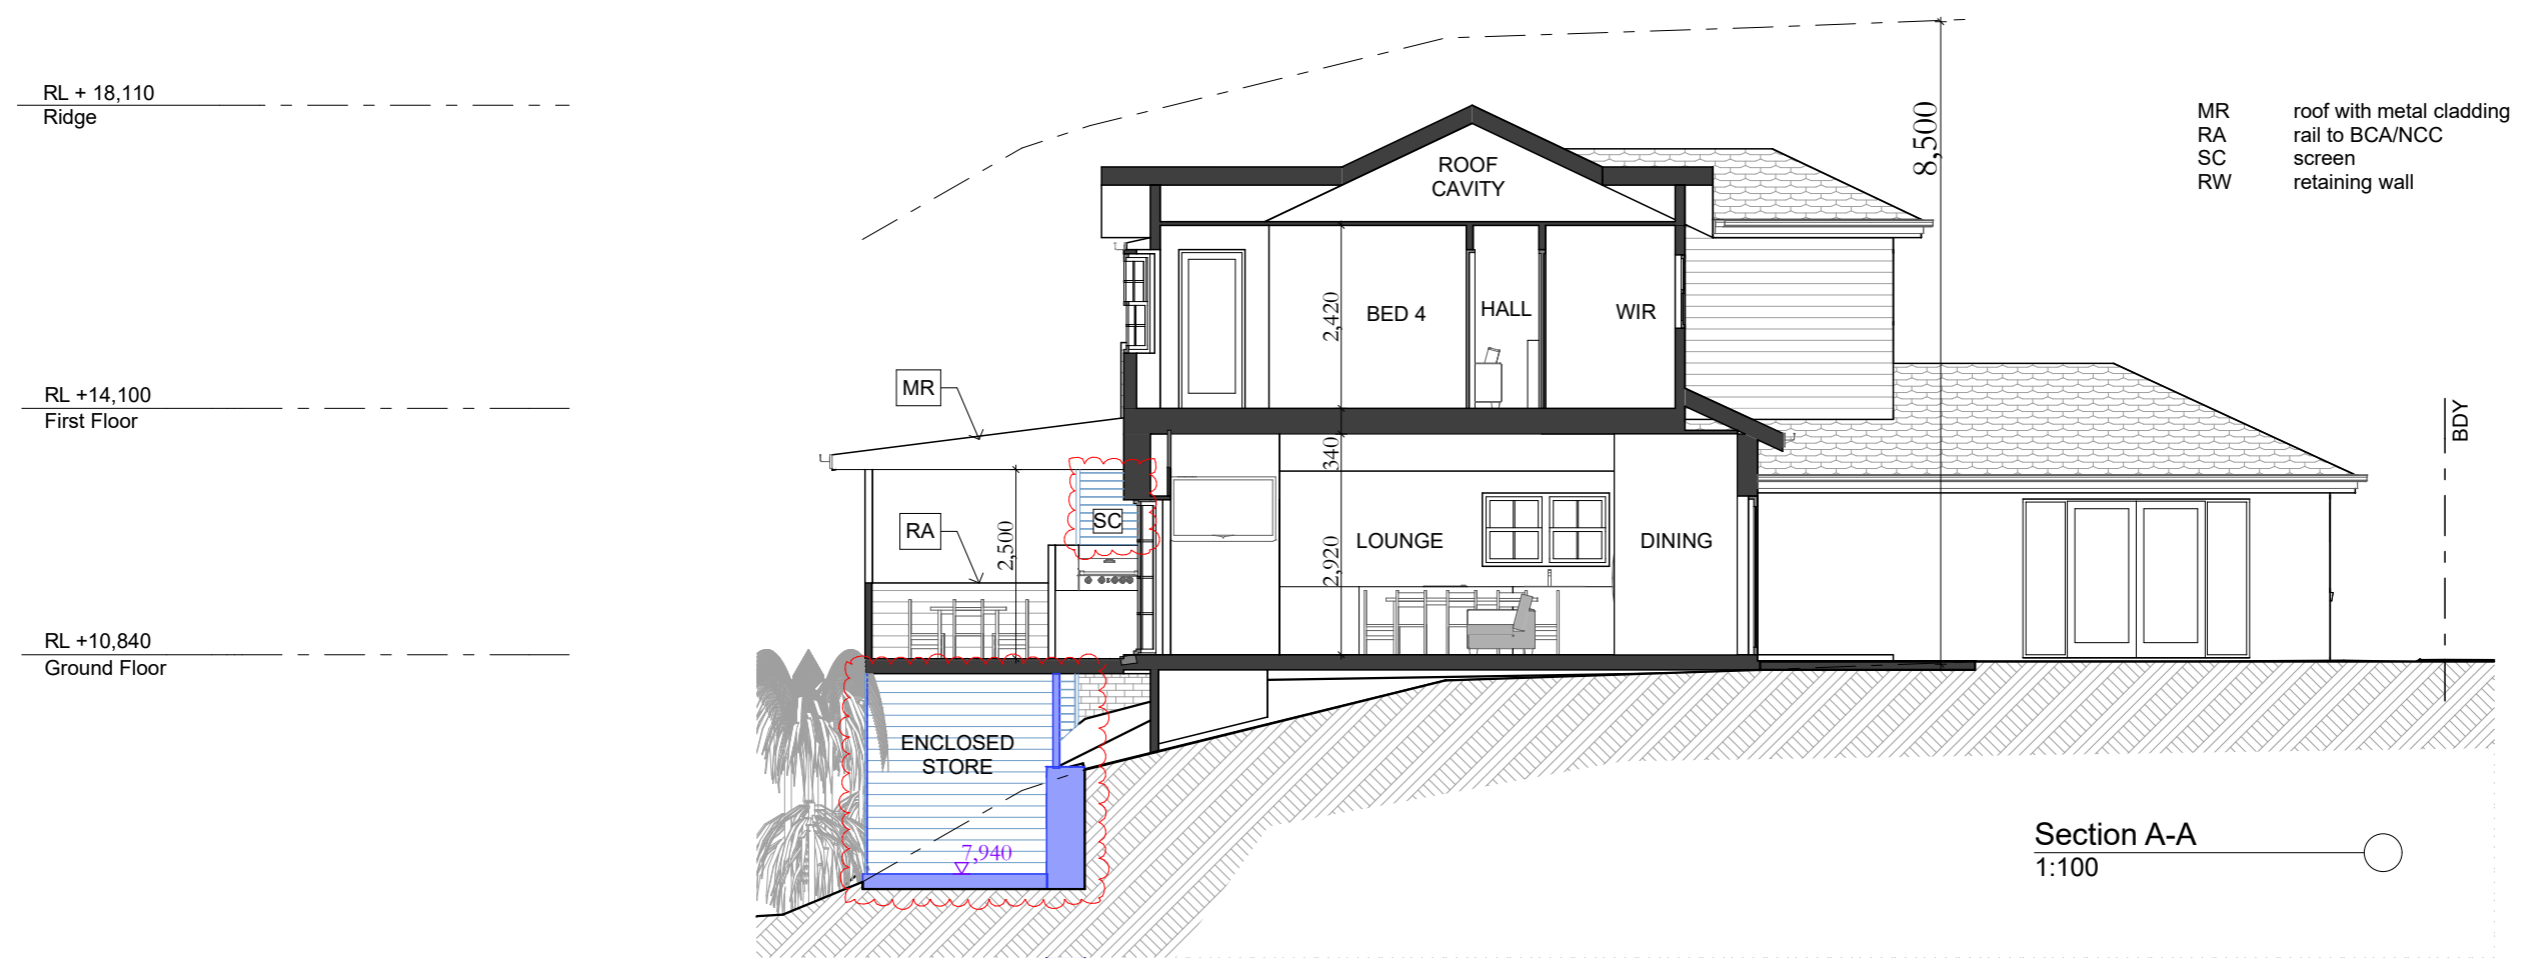 RL + 18,110
Ridge
RL +14,100
First Floor
RL +10,840
Ground Floor
MR roof with metal cladding
RA rail to BCA/NCC
SC screen
RW retaining wall
8,500
ROOF
CAVITY
2,420
BED 4
HALL
WIR
MR
340
BDY
SC
RA
2,500
2,920
LOUNGE
DINING
ENCLOSED
STORE
7,940
Section A-A
1:100